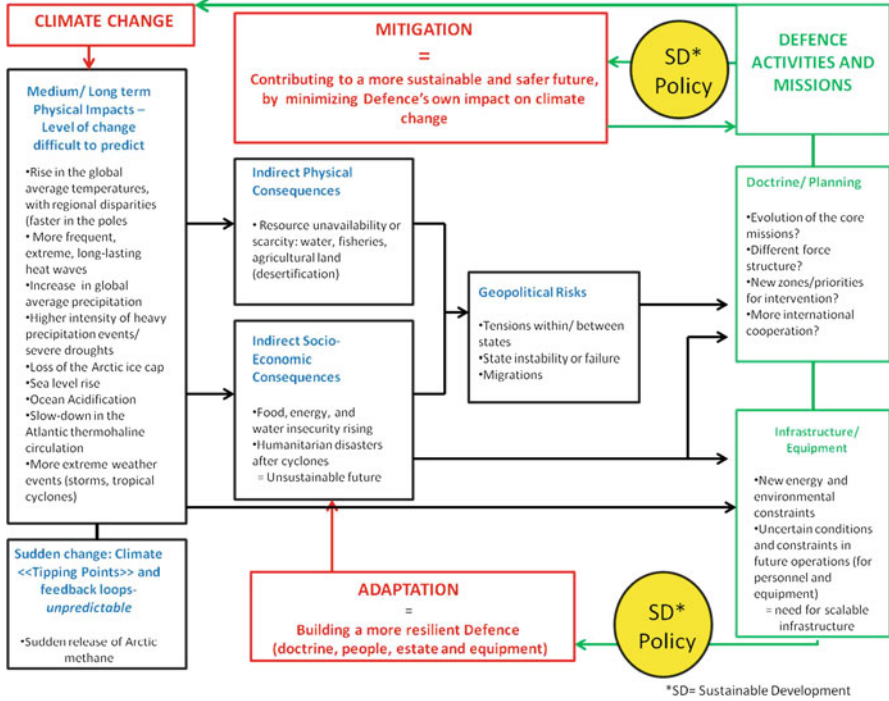 CLIMATE CHANGE
MITIGATION
=
Contributing to a more sustainable and safer future,
by minimizing Defence's own impact on climate
change
SD*
Policy
DEFENCE
ACTIVITIES AND
MISSIONS
Medium/ Long term
Physical Impacts –
Level of change
difficult to predict
•Rise in the global
average temperatures,
with regional disparities
(faster in the poles
• More frequent,
extreme, long-lasting
heat waves
•Increase in global
average precipitation
•Higher intensity of heavy
precipitation events/
severe droughts
•Loss of the Arctic ice cap
•Sea level rise
•Ocean Acidification
•Slow-down in the
Atlantic thermohaline
circulation
•More extreme weather
events (storms, tropical
cyclones)
Sudden change: Climate
<<Tipping Points>> and
feedback loops-
unpredictable
•Sudden release of Arctic
methane
Indirect Physical
Consequences
• Resource unavailability or
scarcity: water, fisheries,
agricultural land
(desertification)
Indirect Socio-
Economic
Consequences
•Food, energy, and
water insecurity rising
•Humanitarian disasters
after cyclones
= Unsustainable future
Geopolitical Risks
•Tensions within/ between
states
•State instability or failure
•Migrations
Doctrine/ Planning
•Evolution of the core
missions?
•Different force
structure?
•New zones/priorities
for intervention?
•More international
cooperation?
Infrastructure/
Equipment
•New energy and
environmental
constraints
•Uncertain conditions
and constraints in
future operations (for
personnel and
equipment)
= need for scalable
infrastructure
ADAPTATION
=
Building a more resilient Defence
(doctrine, people, estate and equipment)
SD*
Policy
*SD= Sustainable Development